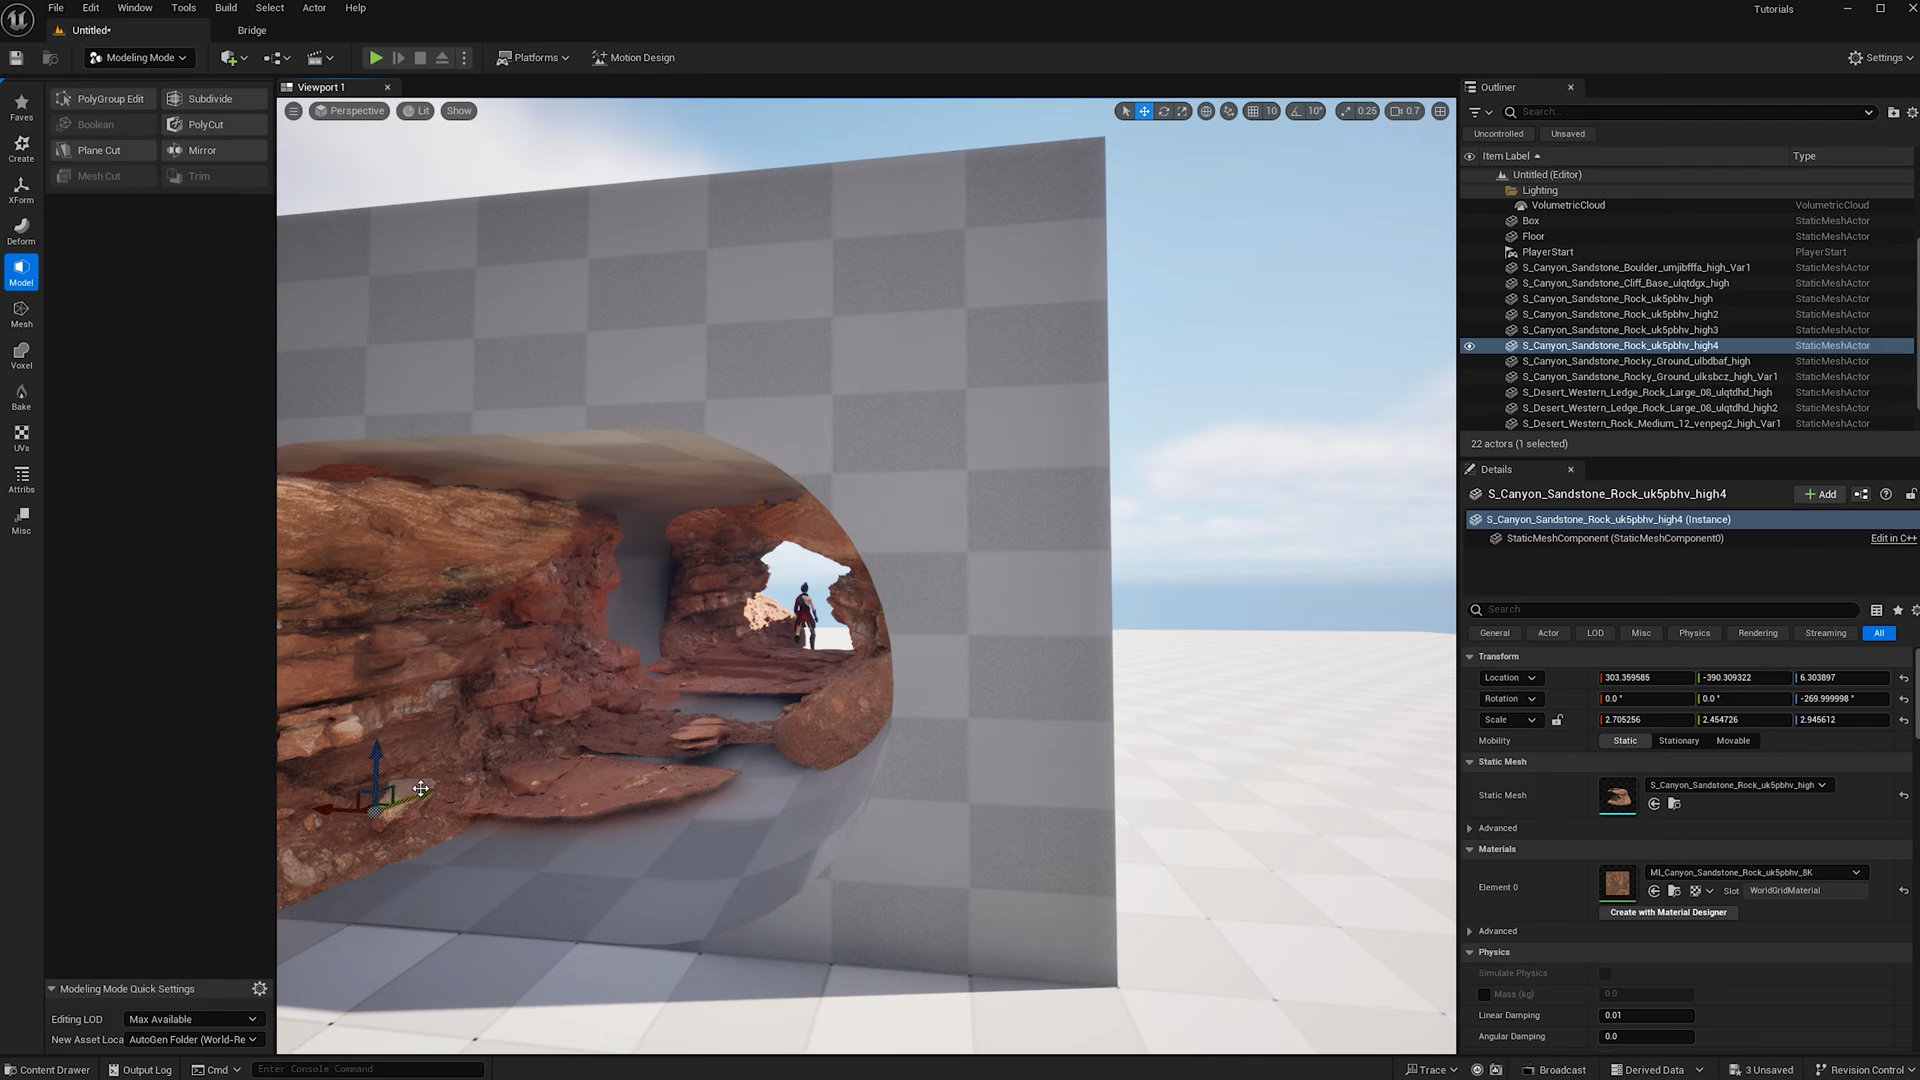 File Edit Window Tools Build Select Actor Help
Tutorials
Untitled•
Bridge
Modeling Mode
Platforms
Motion Design
Settings
PolyGroup Edit
Subdivide
Boolean
PolyCut
Plane Cut
Mirror
Mesh Cut
Trim
Faves
Create
XForm
Deform
Model
Mesh
Voxel
Bake
UVs
Attribs
Misc
Modeling Mode Quick Settings
Editing LOD
Max Available
New Asset Loca
AutoGen Folder (World-Re
Viewport 1
Perspective
Lit
Show
10
10°
0.25
0.7
Outliner
Search...
Uncontrolled
Unsaved
Item Label
Type
Untitled (Editor)
Lighting
VolumetricCloud VolumetricCloud
Box StaticMeshActor
Floor StaticMeshActor
PlayerStart PlayerStart
S_Canyon_Sandstone_Boulder_umjibfffa_high_Var1 StaticMeshActor
S_Canyon_Sandstone_Cliff_Base_ulqtdgx_high StaticMeshActor
S_Canyon_Sandstone_Rock_uk5pbhv_high StaticMeshActor
S_Canyon_Sandstone_Rock_uk5pbhv_high2 StaticMeshActor
S_Canyon_Sandstone_Rock_uk5pbhv_high3 StaticMeshActor
S_Canyon_Sandstone_Rock_uk5pbhv_high4 StaticMeshActor
S_Canyon_Sandstone_Rocky_Ground_ulbdbaf_high StaticMeshActor
S_Canyon_Sandstone_Rocky_Ground_ulksbcz_high_Var1 StaticMeshActor
S_Desert_Western_Ledge_Rock_Large_08_ulqtdhd_high StaticMeshActor
S_Desert_Western_Ledge_Rock_Large_08_ulqtdhd_high2 StaticMeshActor
S_Desert_Western_Rock_Medium_12_venpeg2_high_Var1 StaticMeshActor
22 actors (1 selected)
Details
S_Canyon_Sandstone_Rock_uk5pbhv_high4
Add
S_Canyon_Sandstone_Rock_uk5pbhv_high4 (Instance)
StaticMeshComponent (StaticMeshComponent0)
Edit in C++
Search
General Actor LOD Misc Physics Rendering Streaming All
Transform
Location 303.359585 -390.309322 6.303897
Rotation 0.0 ° 0.0 ° -269.999998 °
Scale 2.705256 2.454726 2.945612
Mobility Static Stationary Movable
Static Mesh
Static Mesh
S_Canyon_Sandstone_Rock_uk5pbhv_high
Advanced
Materials
Element 0
MI_Canyon_Sandstone_Rock_uk5pbhv_8K
Slot WorldGridMaterial
Create with Material Designer
Advanced
Physics
Simulate Physics
Mass (kg) 0.0
Linear Damping 0.01
Angular Damping 0.0
Content Drawer
Output Log
Cmd
Enter Console Command
Trace
Broadcast
Derived Data
3 Unsaved
Revision Control